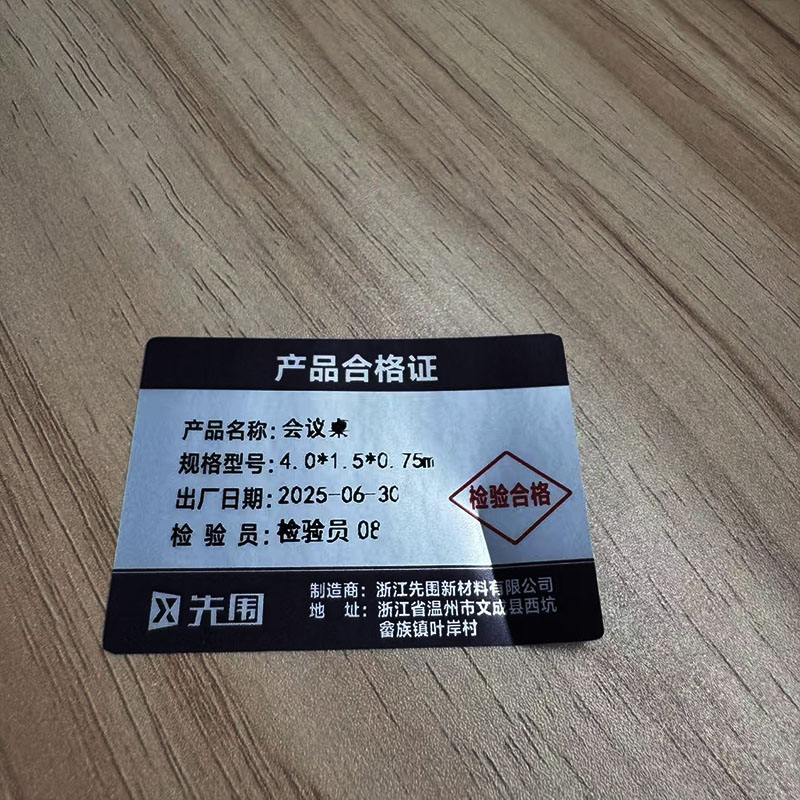 产品合格证
产品名称: 会议桌
规格型号: 4.0*1.5*0.75m
出厂日期: 2025-06-30
检 验 员: 检验员 08
检验合格
先围
制造商: 浙江先围新材料有限公司
地 址: 浙江省温州市文成县西坑
畲族镇叶岸村